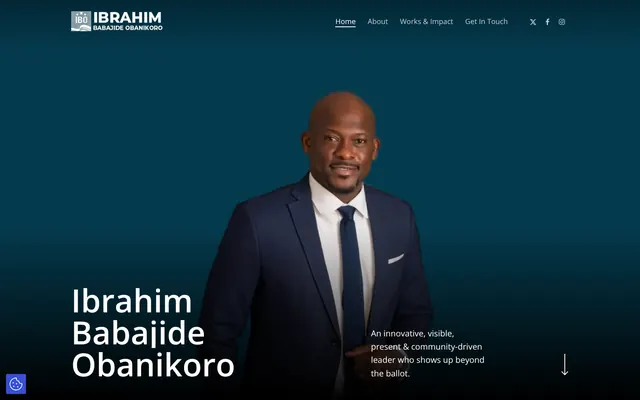 IBO
IBRAHIM
BABAJIDE OBANIKORO
Home
About
Works & Impact
Get In Touch
Ibrahim
Babajide
Obanikoro
An innovative, visible,
present & community-driven
leader who shows up beyond
the ballot.